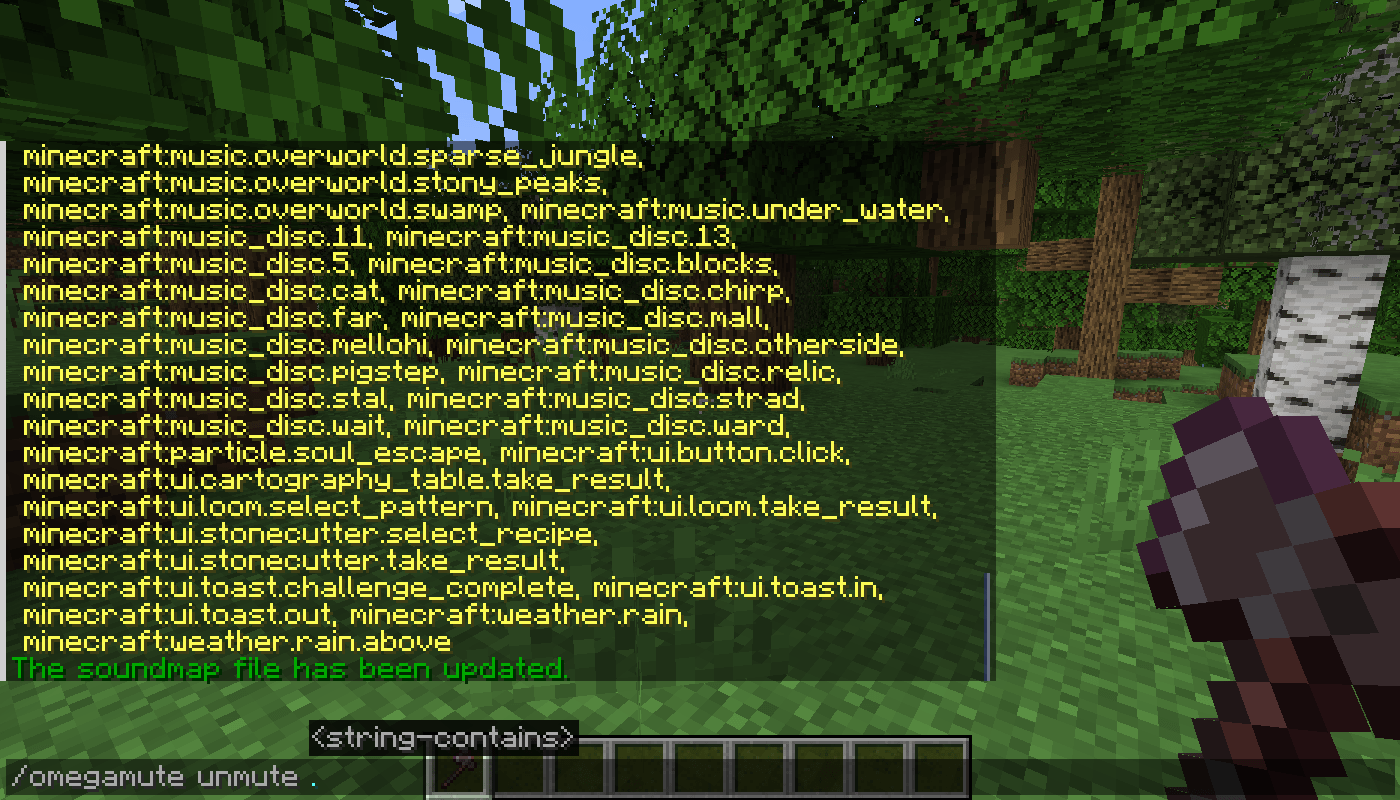 minecraft:music.overworld.sparse_jungle,
minecraft:music.overworld.stony_peaks,
minecraft:music.overworld.swamp, minecraft:music.under_water,
minecraft:music_disc.11, minecraft:music_disc.13,
minecraft:music_disc.5, minecraft:music_disc.blocks,
minecraft:music_disc.cat, minecraft:music_disc.chirp,
minecraft:music_disc.far, minecraft:music_disc.mall,
minecraft:music_disc.mellohi, minecraft:music_disc.otherside,
minecraft:music_disc.pigstep, minecraft:music_disc.relic,
minecraft:music_disc.stal, minecraft:music_disc.strad,
minecraft:music_disc.wait, minecraft:music_disc.ward,
minecraft:particle.soul_escape, minecraft:ui.button.click,
minecraft:ui.cartography_table.take_result,
minecraft:ui.loom.select_pattern, minecraft:ui.loom.take_result,
minecraft:ui.stonecutter.select_recipe,
minecraft:ui.stonecutter.take_result,
minecraft:ui.toast.challenge_complete, minecraft:ui.toast.in,
minecraft:ui.toast.out, minecraft:weather.rain,
minecraft:weather.rain.above
The soundmap file has been updated.
<string-contains>
/omegamute unmute .